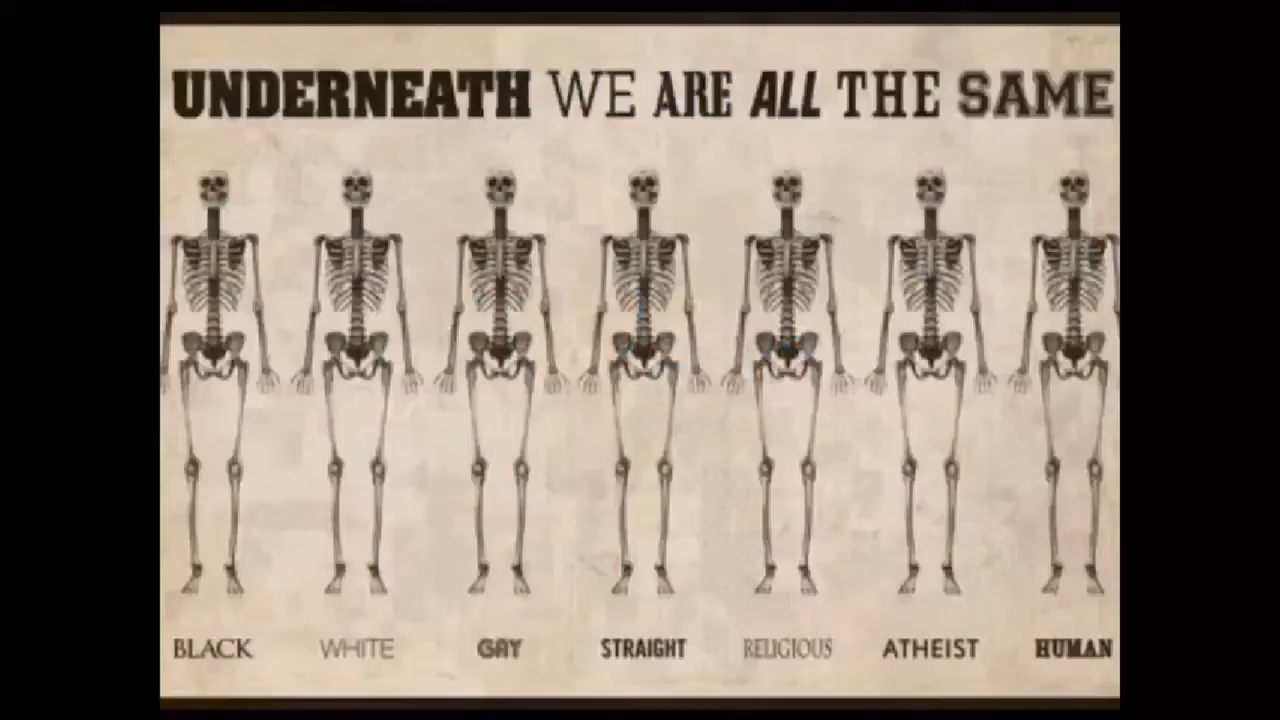 UNDERNEATH WE ARE ALL THE SAME
BLACK WHITE GAY STRAIGHT RELIGIOUS ATHEIST HUMAN